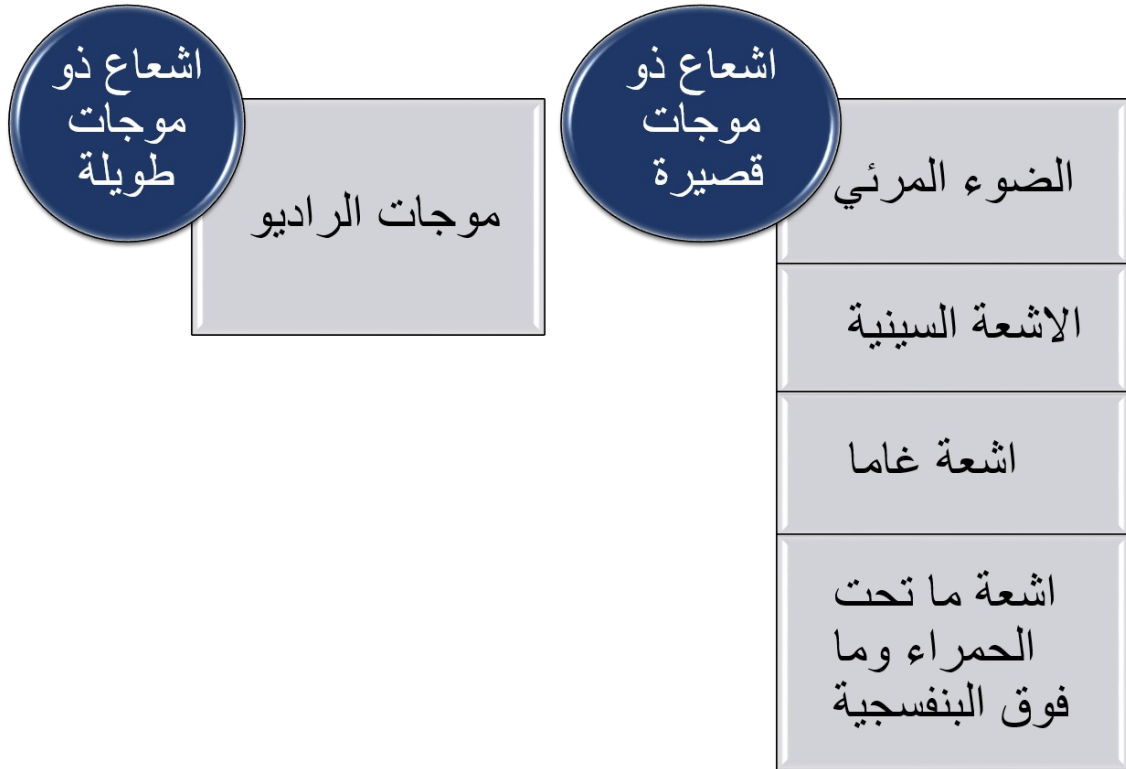 اشعاع ذو
موجات
قصيرة
الضوء المرئي
الاشعة السينية
اشعة غاما
اشعة ما تحت
الحمراء وما
فوق البنفسجية
اشعاع ذو
موجات
طويلة
موجات الراديو